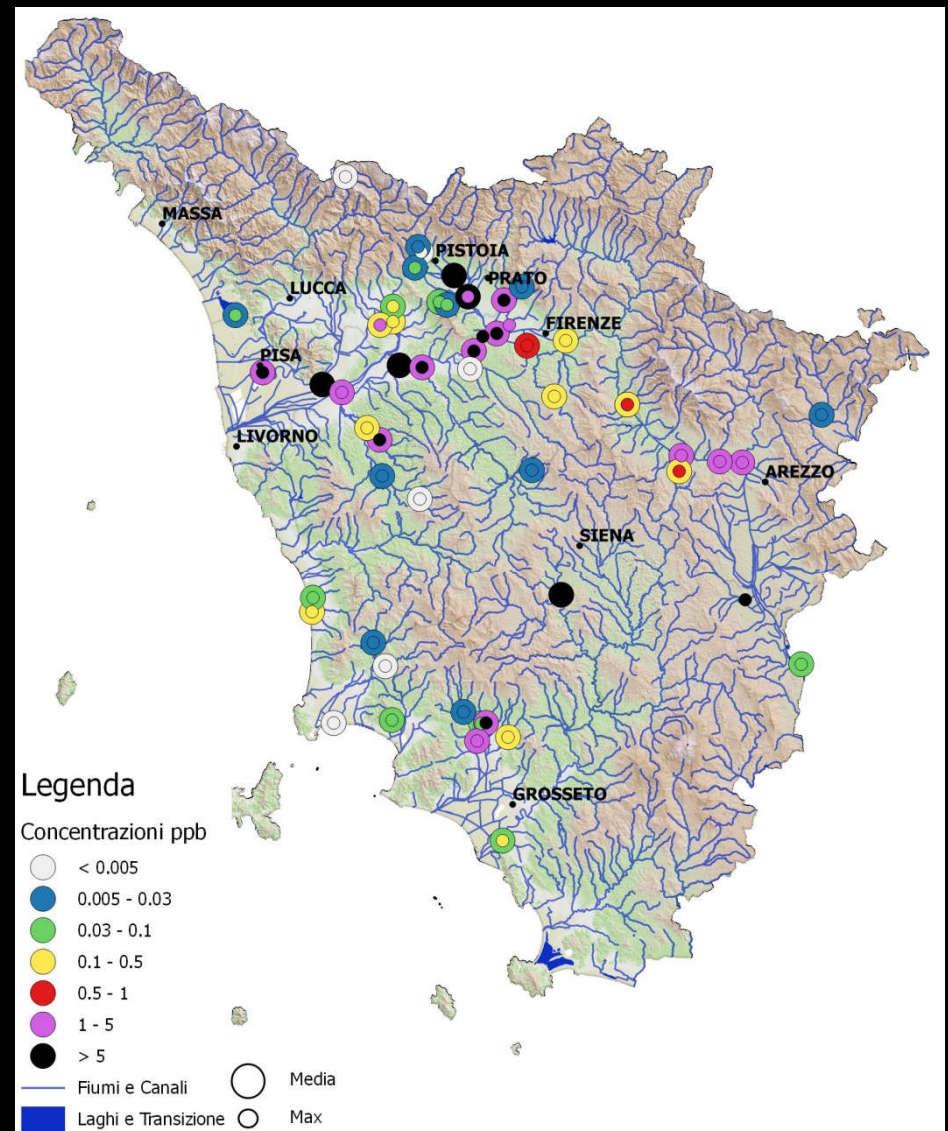 MASSA
PISTOIA
PRATO
LUCCA
FIRENZE
PISA
LIVORNO
AREZZO
SIENA
GROSSETO
Legenda
Concentrazioni ppb
< 0.005
0.005 - 0.03
0.03 - 0.1
0.1 - 0.5
0.5 - 1
1 - 5
> 5
Fiumi e Canali
Media
Laghi e Transizione
Max